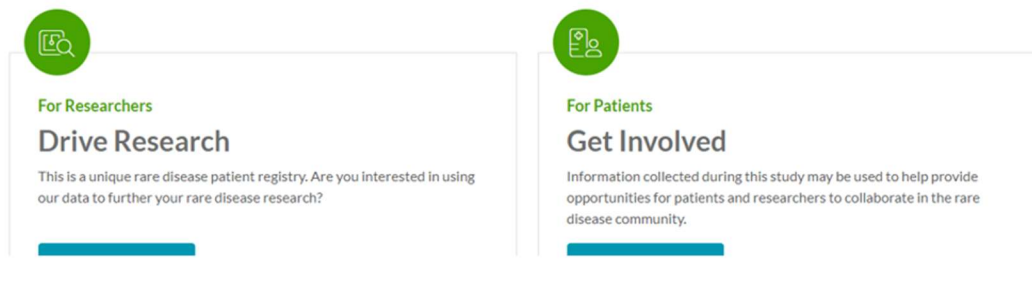 For Researchers
Drive Research
This is a unique rare disease patient registry. Are you interested in using
our data to further your rare disease research?
For Patients
Get Involved
Information collected during this study may be used to help provide
opportunities for patients and researchers to collaborate in the rare
disease community.